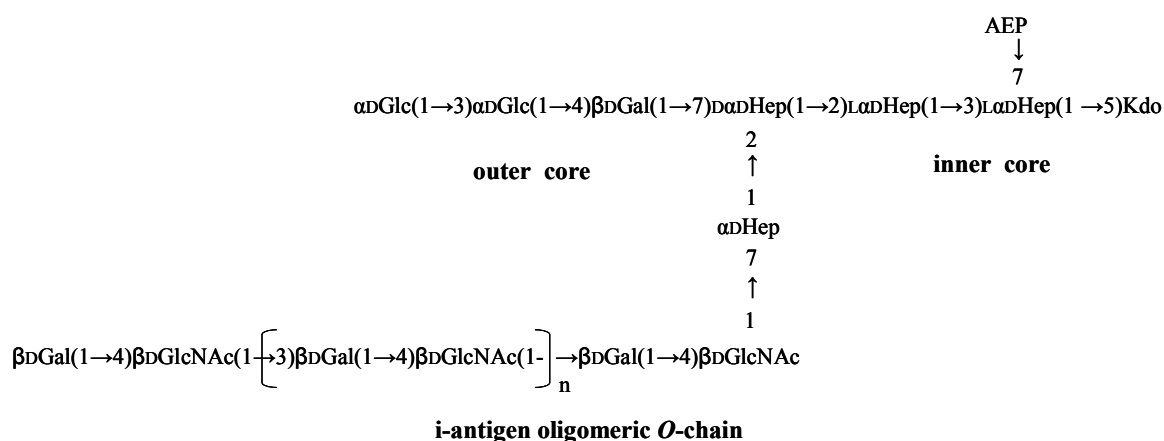 AEP
↓
7
αDGlc(1→3)αDGlc(1→4)βDGal(1→7)DαDHep(1→2)LαDHep(1→3)LαDHep(1 →5)Kdo
2
outer core
inner core
↑
1
αDHep
7
↑
1
βDGal(1→4)βDGlcNAc(1→3)βDGal(1→4)βDGlcNAc(1- →βDGal(1→4)βDGlcNAc
n
i-antigen oligomeric O-chain